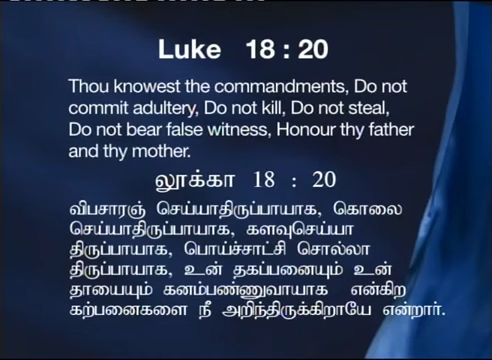 Luke 18 : 20
Thou knowest the commandments, Do not
commit adultery, Do not kill, Do not steal,
Do not bear false witness, Honour thy father
and thy mother.
லூக்கா 18 : 20
விபசாரஞ் செய்யாதிருப்பாயாக, கொலை
செய்யாதிருப்பாயாக, களவுசெய்யா
திருப்பாயாக, பொய்ச்சாட்சி சொல்லா
திருப்பாயாக, உன் தகப்பனையும் உன்
தாயையும் கனம்பண்ணுவாயாக என்கிற
கற்பனைகளை நீ அறிந்திருக்கிறாயே என்றார்.